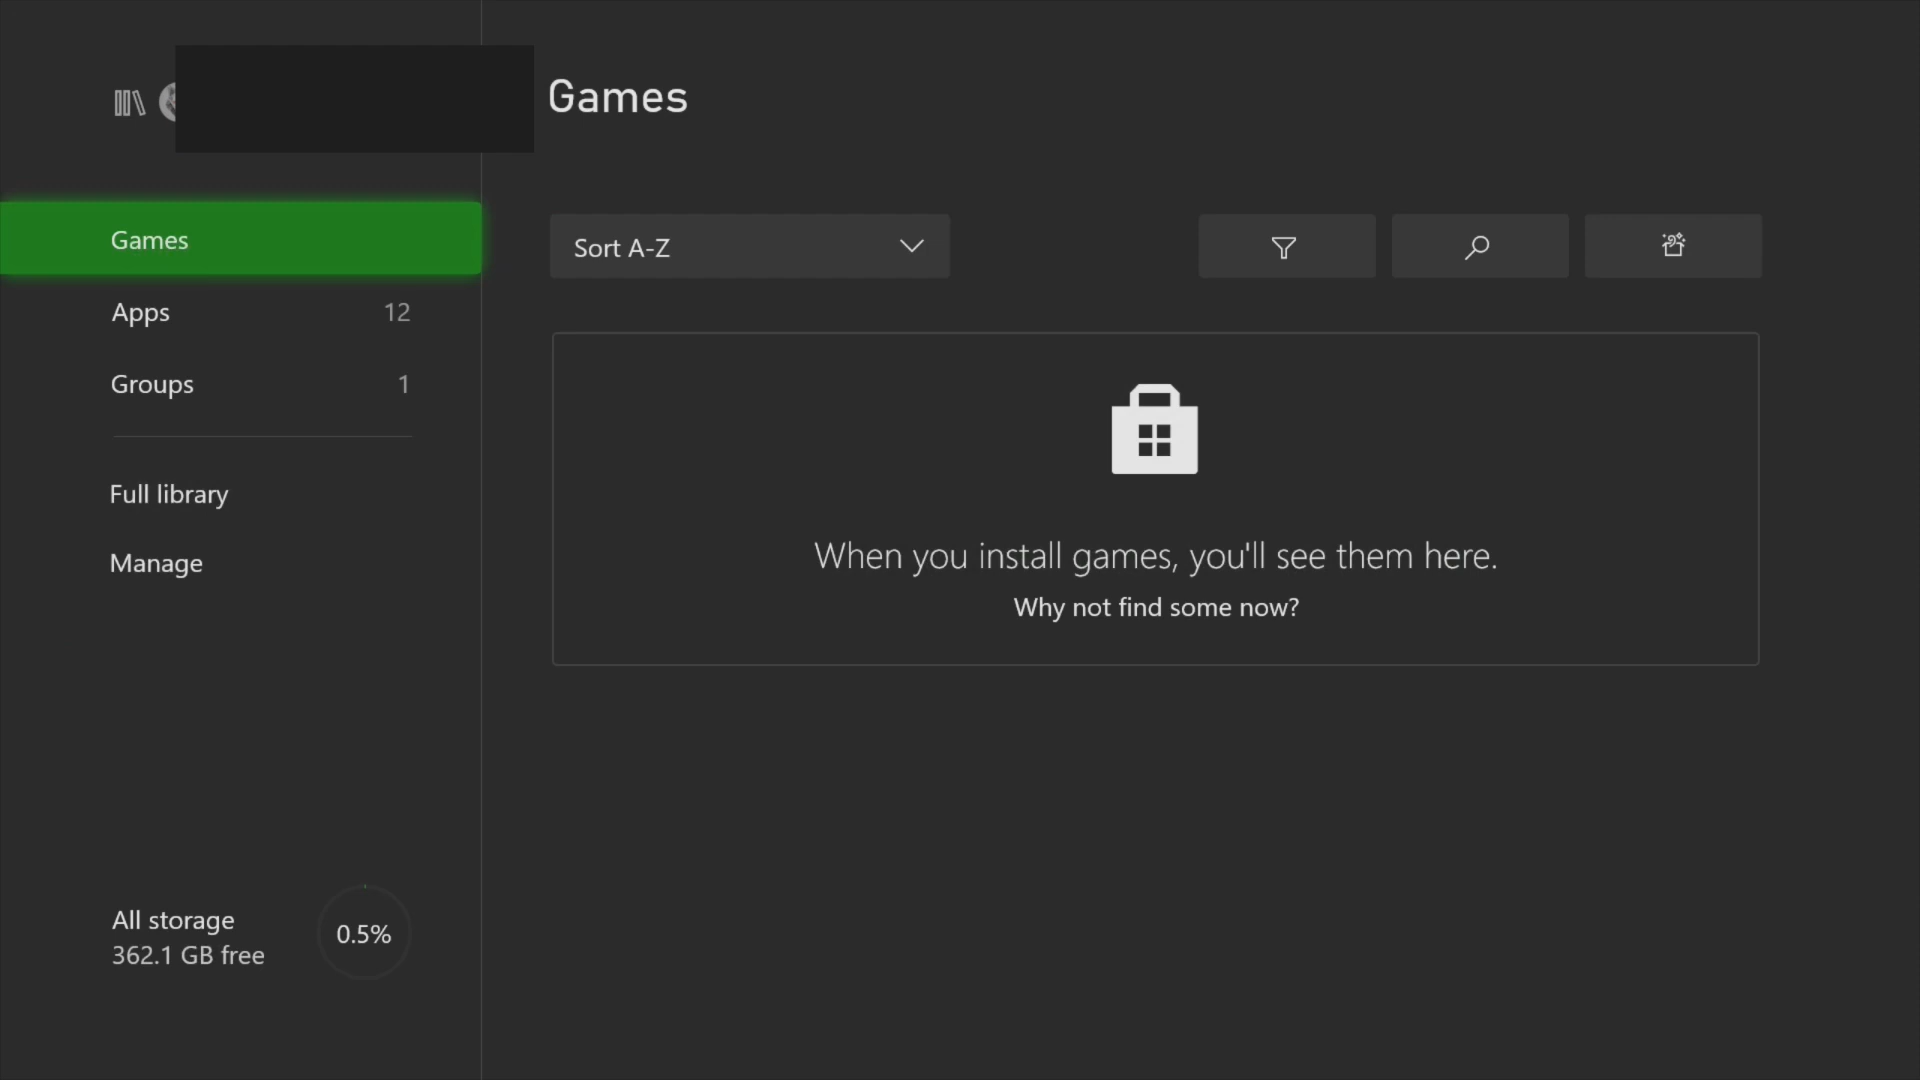 Games
Games
Apps 12
Groups 1
Full library
Manage
All storage
362.1 GB free
0.5%
Sort A-Z
When you install games, you'll see them here.
Why not find some now?